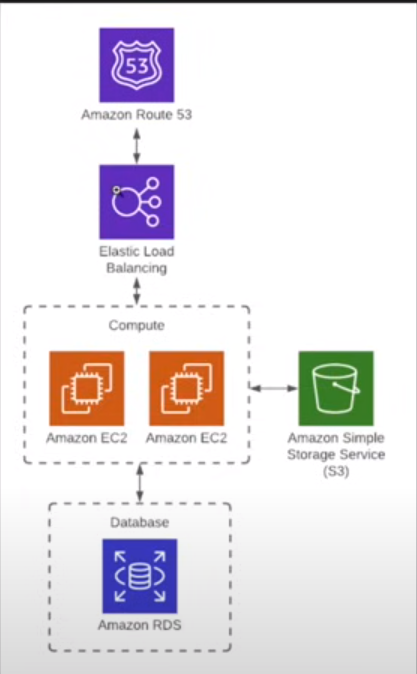 53
Amazon Route 53
Elastic Load
Balancing
Compute
Amazon EC2
Amazon EC2
Amazon Simple
Storage Service
(S3)
Database
Amazon RDS